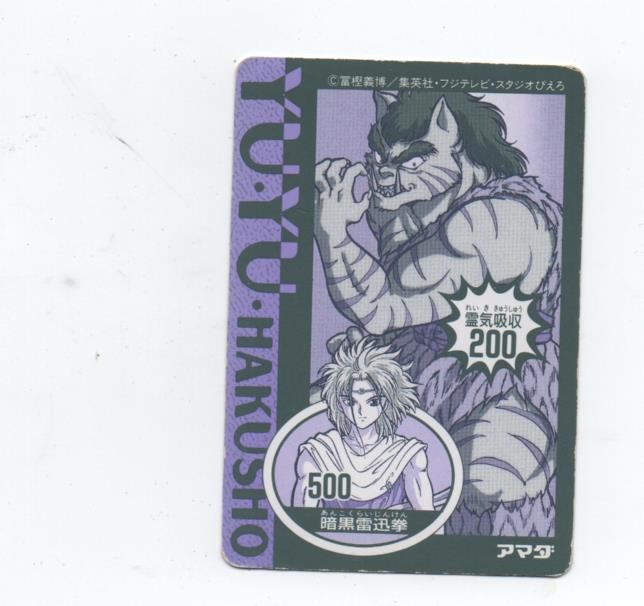 ©冨樫義博／集英社・フジテレビ・スタジオぴえろ
YU・YU・HAKUSHO
れいききゅうしゅう
霊気吸収
200
500
あんこくらいじんけん
暗黒雷迅拳
アマダ